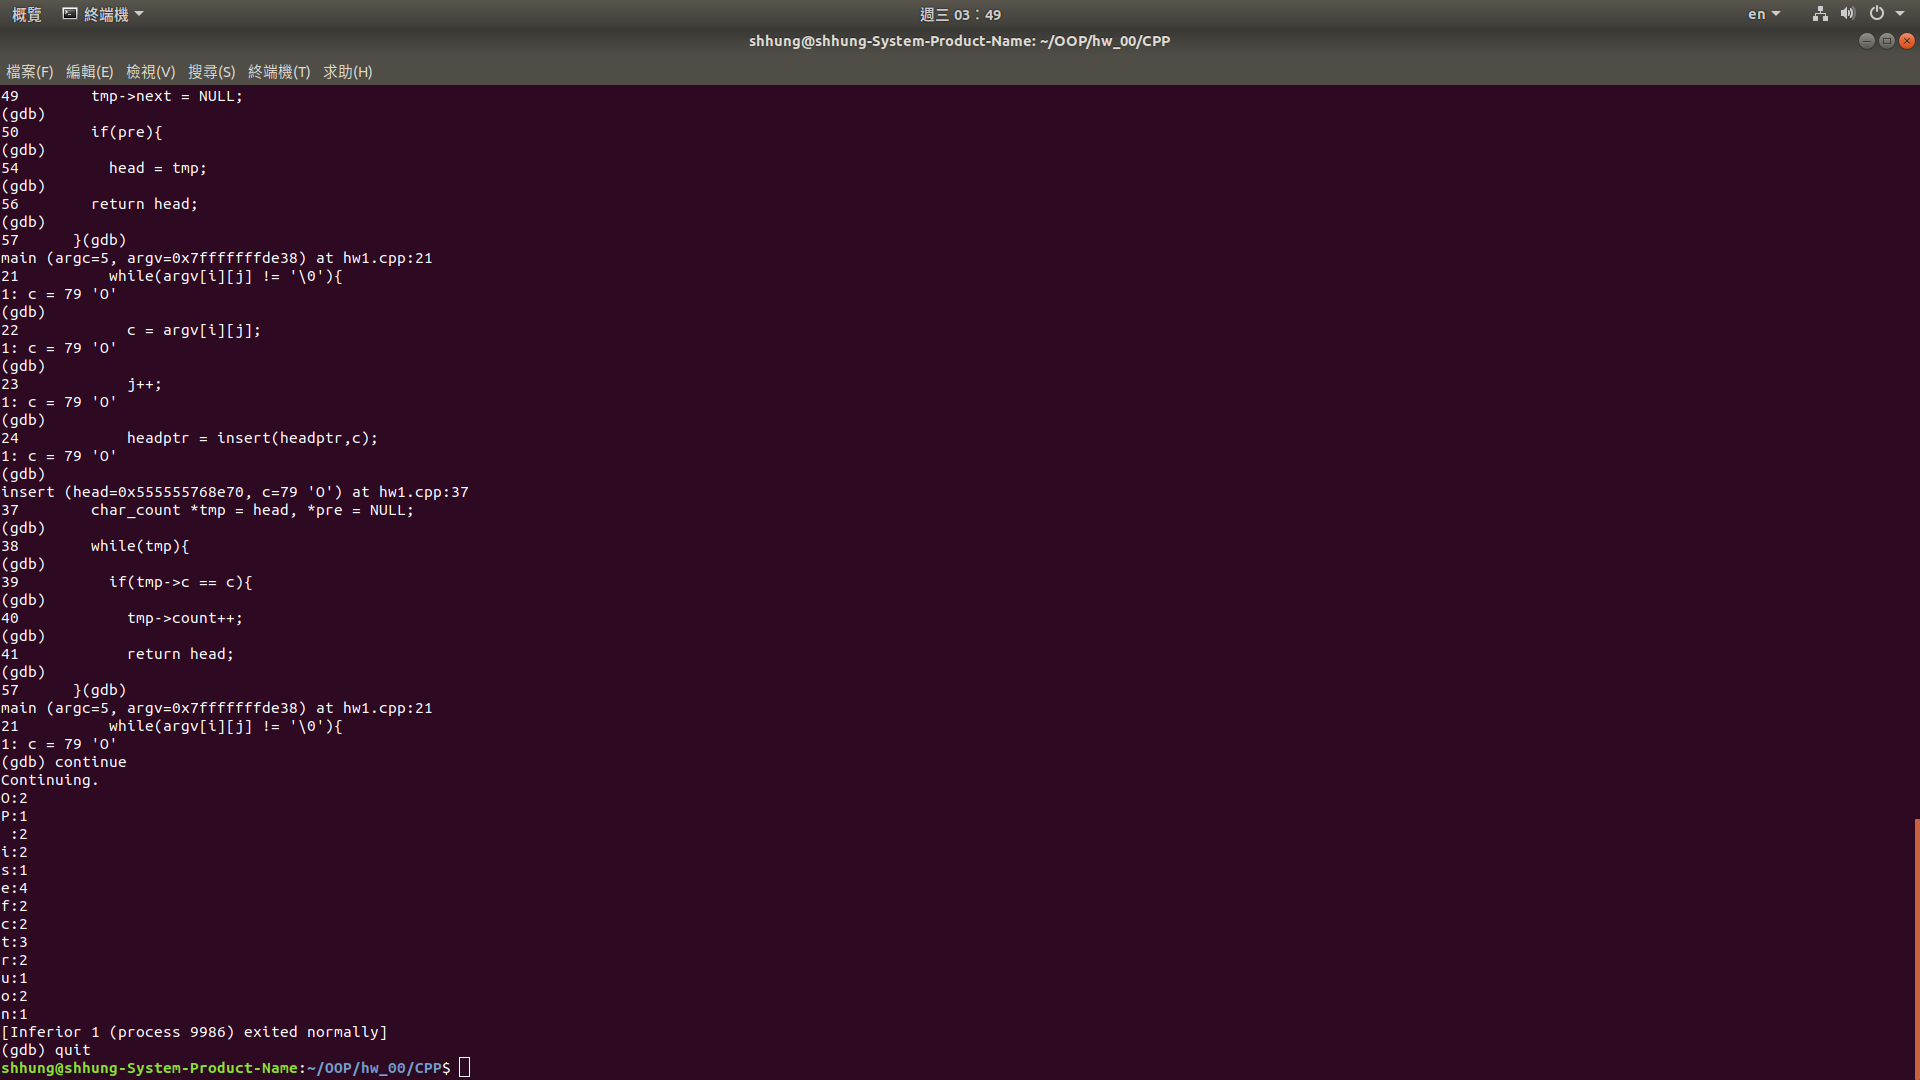 概覽 終端機 週三 03：49 en
shhung@shhung-System-Product-Name: ~/OOP/hw_00/CPP
檔案(F) 編輯(E) 檢視(V) 搜尋(S) 終端機(T) 求助(H)
49        tmp->next = NULL;
(gdb)
50        if(pre){
(gdb)
54          head = tmp;
(gdb)
56        return head;
(gdb)
57      }(gdb)
main (argc=5, argv=0x7fffffffde38) at hw1.cpp:21
21          while(argv[i][j] != '\0'){
1: c = 79 'O'
(gdb)
22            c = argv[i][j];
1: c = 79 'O'
(gdb)
23            j++;
1: c = 79 'O'
(gdb)
24            headptr = insert(headptr,c);
1: c = 79 'O'
(gdb)
insert (head=0x555555768e70, c=79 'O') at hw1.cpp:37
37        char_count *tmp = head, *pre = NULL;
(gdb)
38        while(tmp){
(gdb)
39          if(tmp->c == c){
(gdb)
40            tmp->count++;
(gdb)
41            return head;
(gdb)
57      }(gdb)
main (argc=5, argv=0x7fffffffde38) at hw1.cpp:21
21          while(argv[i][j] != '\0'){
1: c = 79 'O'
(gdb) continue
Continuing.
O:2
P:1
 :2
i:2
s:1
e:4
f:2
c:2
t:3
r:2
u:1
o:2
n:1
[Inferior 1 (process 9986) exited normally]
(gdb) quit
shhung@shhung-System-Product-Name:~/OOP/hw_00/CPP$